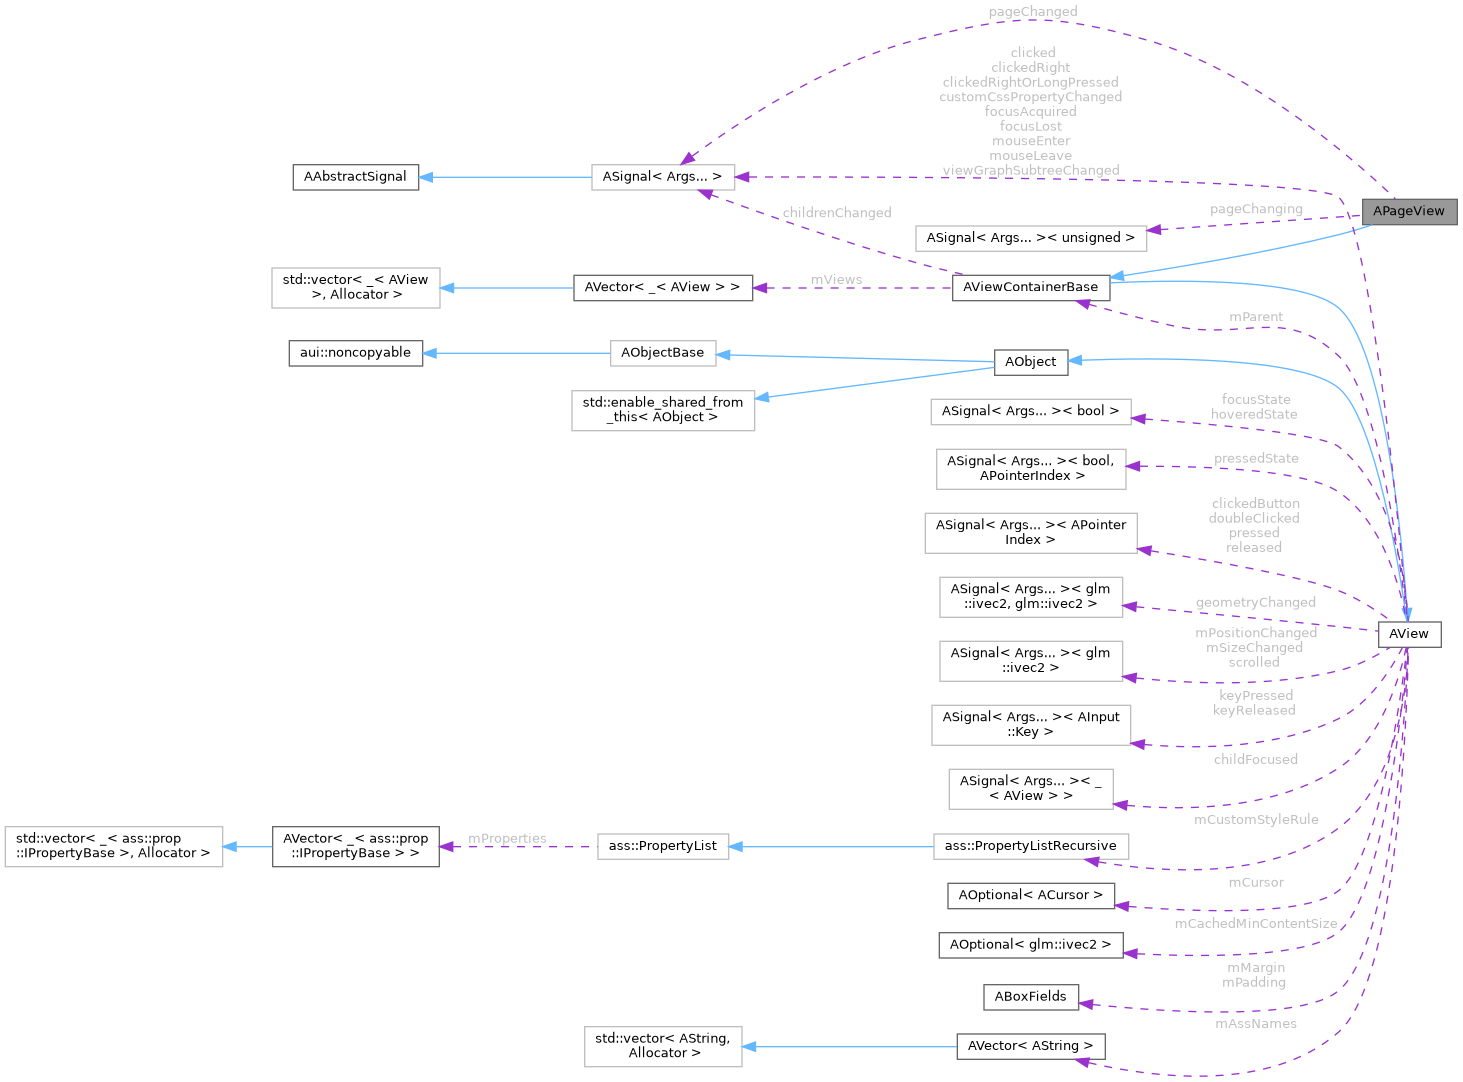 pageChanged
clicked
clickedRight
clickedRightOrLongPressed
customCssPropertyChanged
focusAcquired
focusLost
mouseEnter
mouseLeave
viewGraphSubtreeChanged
AAbstractSignal
ASignal< Args... >
APageView
childrenChanged
pageChanging
ASignal< Args... >< unsigned >
std::vector< _< AView
>, Allocator >
AVector< _< AView > >
mViews
AViewContainerBase
mParent
aui::noncopyable
AObjectBase
AObject
std::enable_shared_from
_this< AObject >
ASignal< Args... >< bool >
focusState
hoveredState
ASignal< Args... >< bool,
APointerIndex >
pressedState
ASignal< Args... >< APointer
Index >
clickedButton
doubleClicked
pressed
released
ASignal< Args... >< glm
::ivec2, glm::ivec2 >
geometryChanged
AView
ASignal< Args... >< glm
::ivec2 >
mPositionChanged
mSizeChanged
scrolled
ASignal< Args... >< AInput
::Key >
keyPressed
keyReleased
ASignal< Args... >< _
< AView > >
childFocused
mCustomStyleRule
std::vector< _< ass::prop
::IPropertyBase >, Allocator >
AVector< _< ass::prop
::IPropertyBase > >
mProperties
ass::PropertyList
ass::PropertyListRecursive
AOptional< ACursor >
mCursor
AOptional< glm::ivec2 >
mCachedMinContentSize
ABoxFields
mMargin
mPadding
std::vector< AString,
Allocator >
AVector< AString >
mAssNames